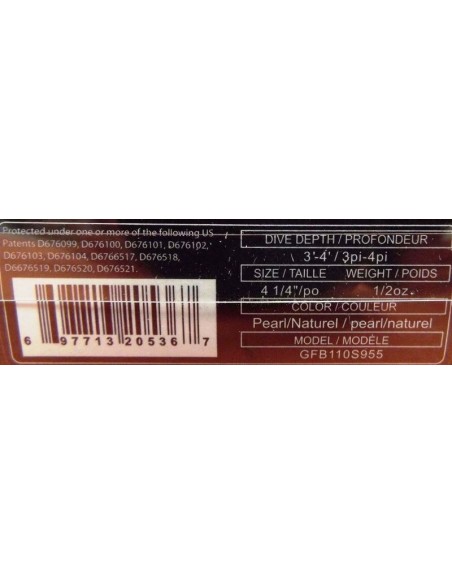 Protected under one or more of the following US
Patents D676099, D676100, D676101, D676102,
D676103, D676104, D7666517, D676518,
D6676519, D676520, D676521.
6 97713 20536 7
DIVE DEPTH / PROFONDEUR
3'-4' / 3pi-4pi
SIZE / TAILLE WEIGHT / POIDS
4 1/4"/po 1/2oz.
COLOR / COULEUR
Pearl/Naturel / pearl/naturel
MODEL / MODÈLE
GFB110S955